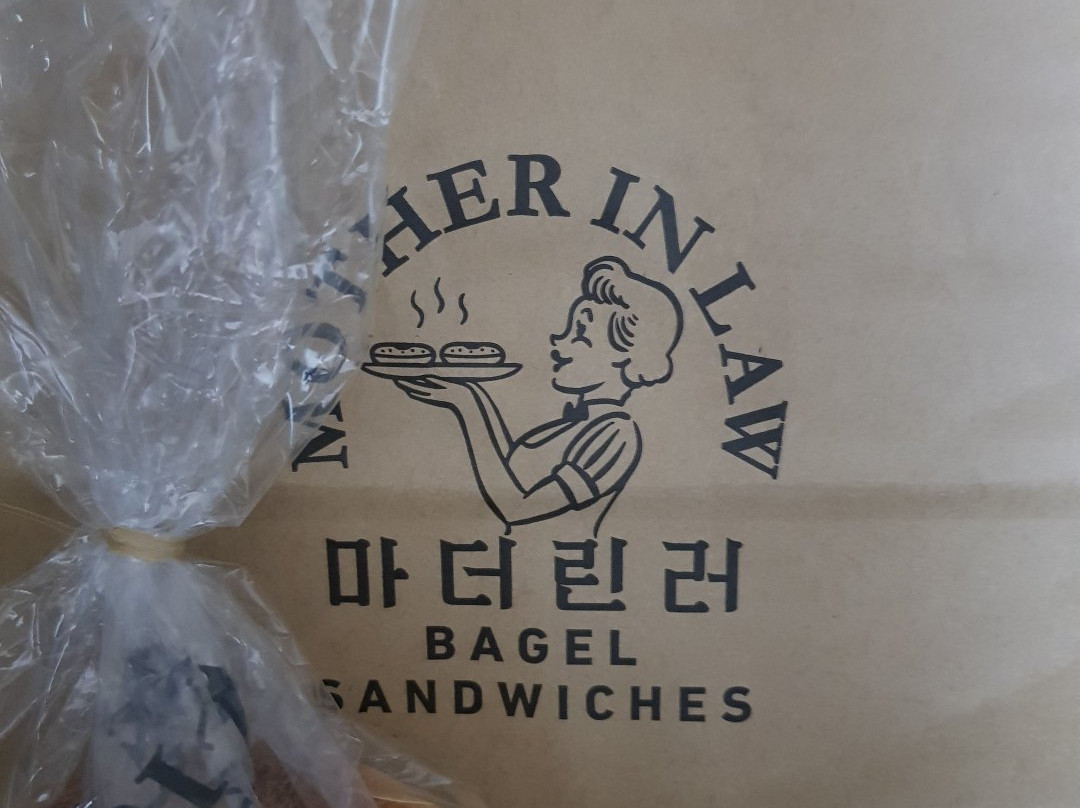 MOTHER IN LAW
마더린러
BAGEL
SANDWICHES